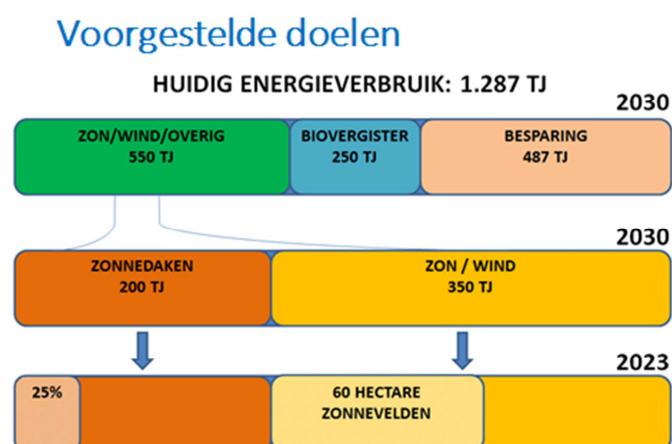 Voorgestelde doelen
HUIDIG ENERGIEVERBRUIK: 1.287 TJ
2030
ZON/WIND/OVERIG
550 TJ
BIOVERGISTER
250 TJ
BESPARING
487 TJ
2030
ZONNEDAKEN
200 TJ
ZON / WIND
350 TJ
2023
25%
60 HECTARE
ZONNEVELDEN